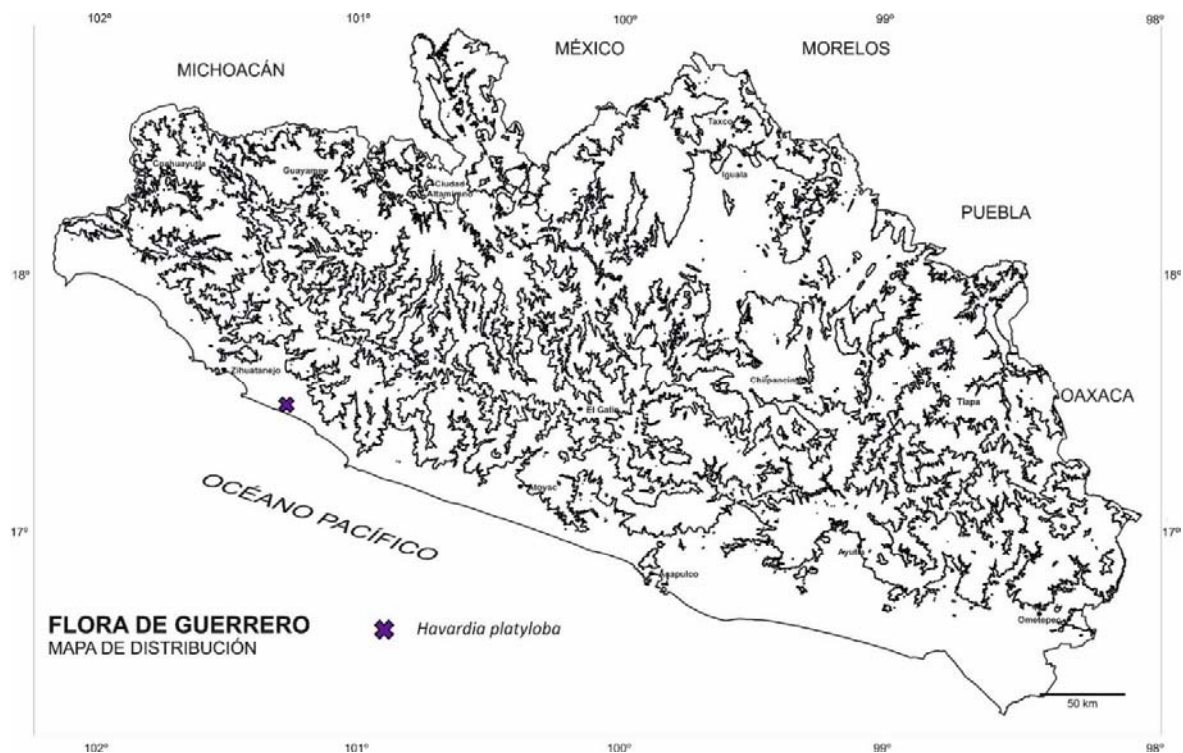 102º 101º 100º 99º 98º
MÉXICO MORELOS
MICHOACÁN
Taxco
Coahuayutla
Guayameo
Iguala
Ciudad
Altamirano
PUEBLA
18º 18º
Zihuatanejo
Chilpancingo
OAXACA
Tlapa
El Gallo
Atoyac
OCÉANO PACÍFICO
17º 17º
Ayutla
Acapulco
FLORA DE GUERRERO
MAPA DE DISTRIBUCIÓN
Havardia platyloba
Ometepec
50 km
102º 101º 100º 99º 98º